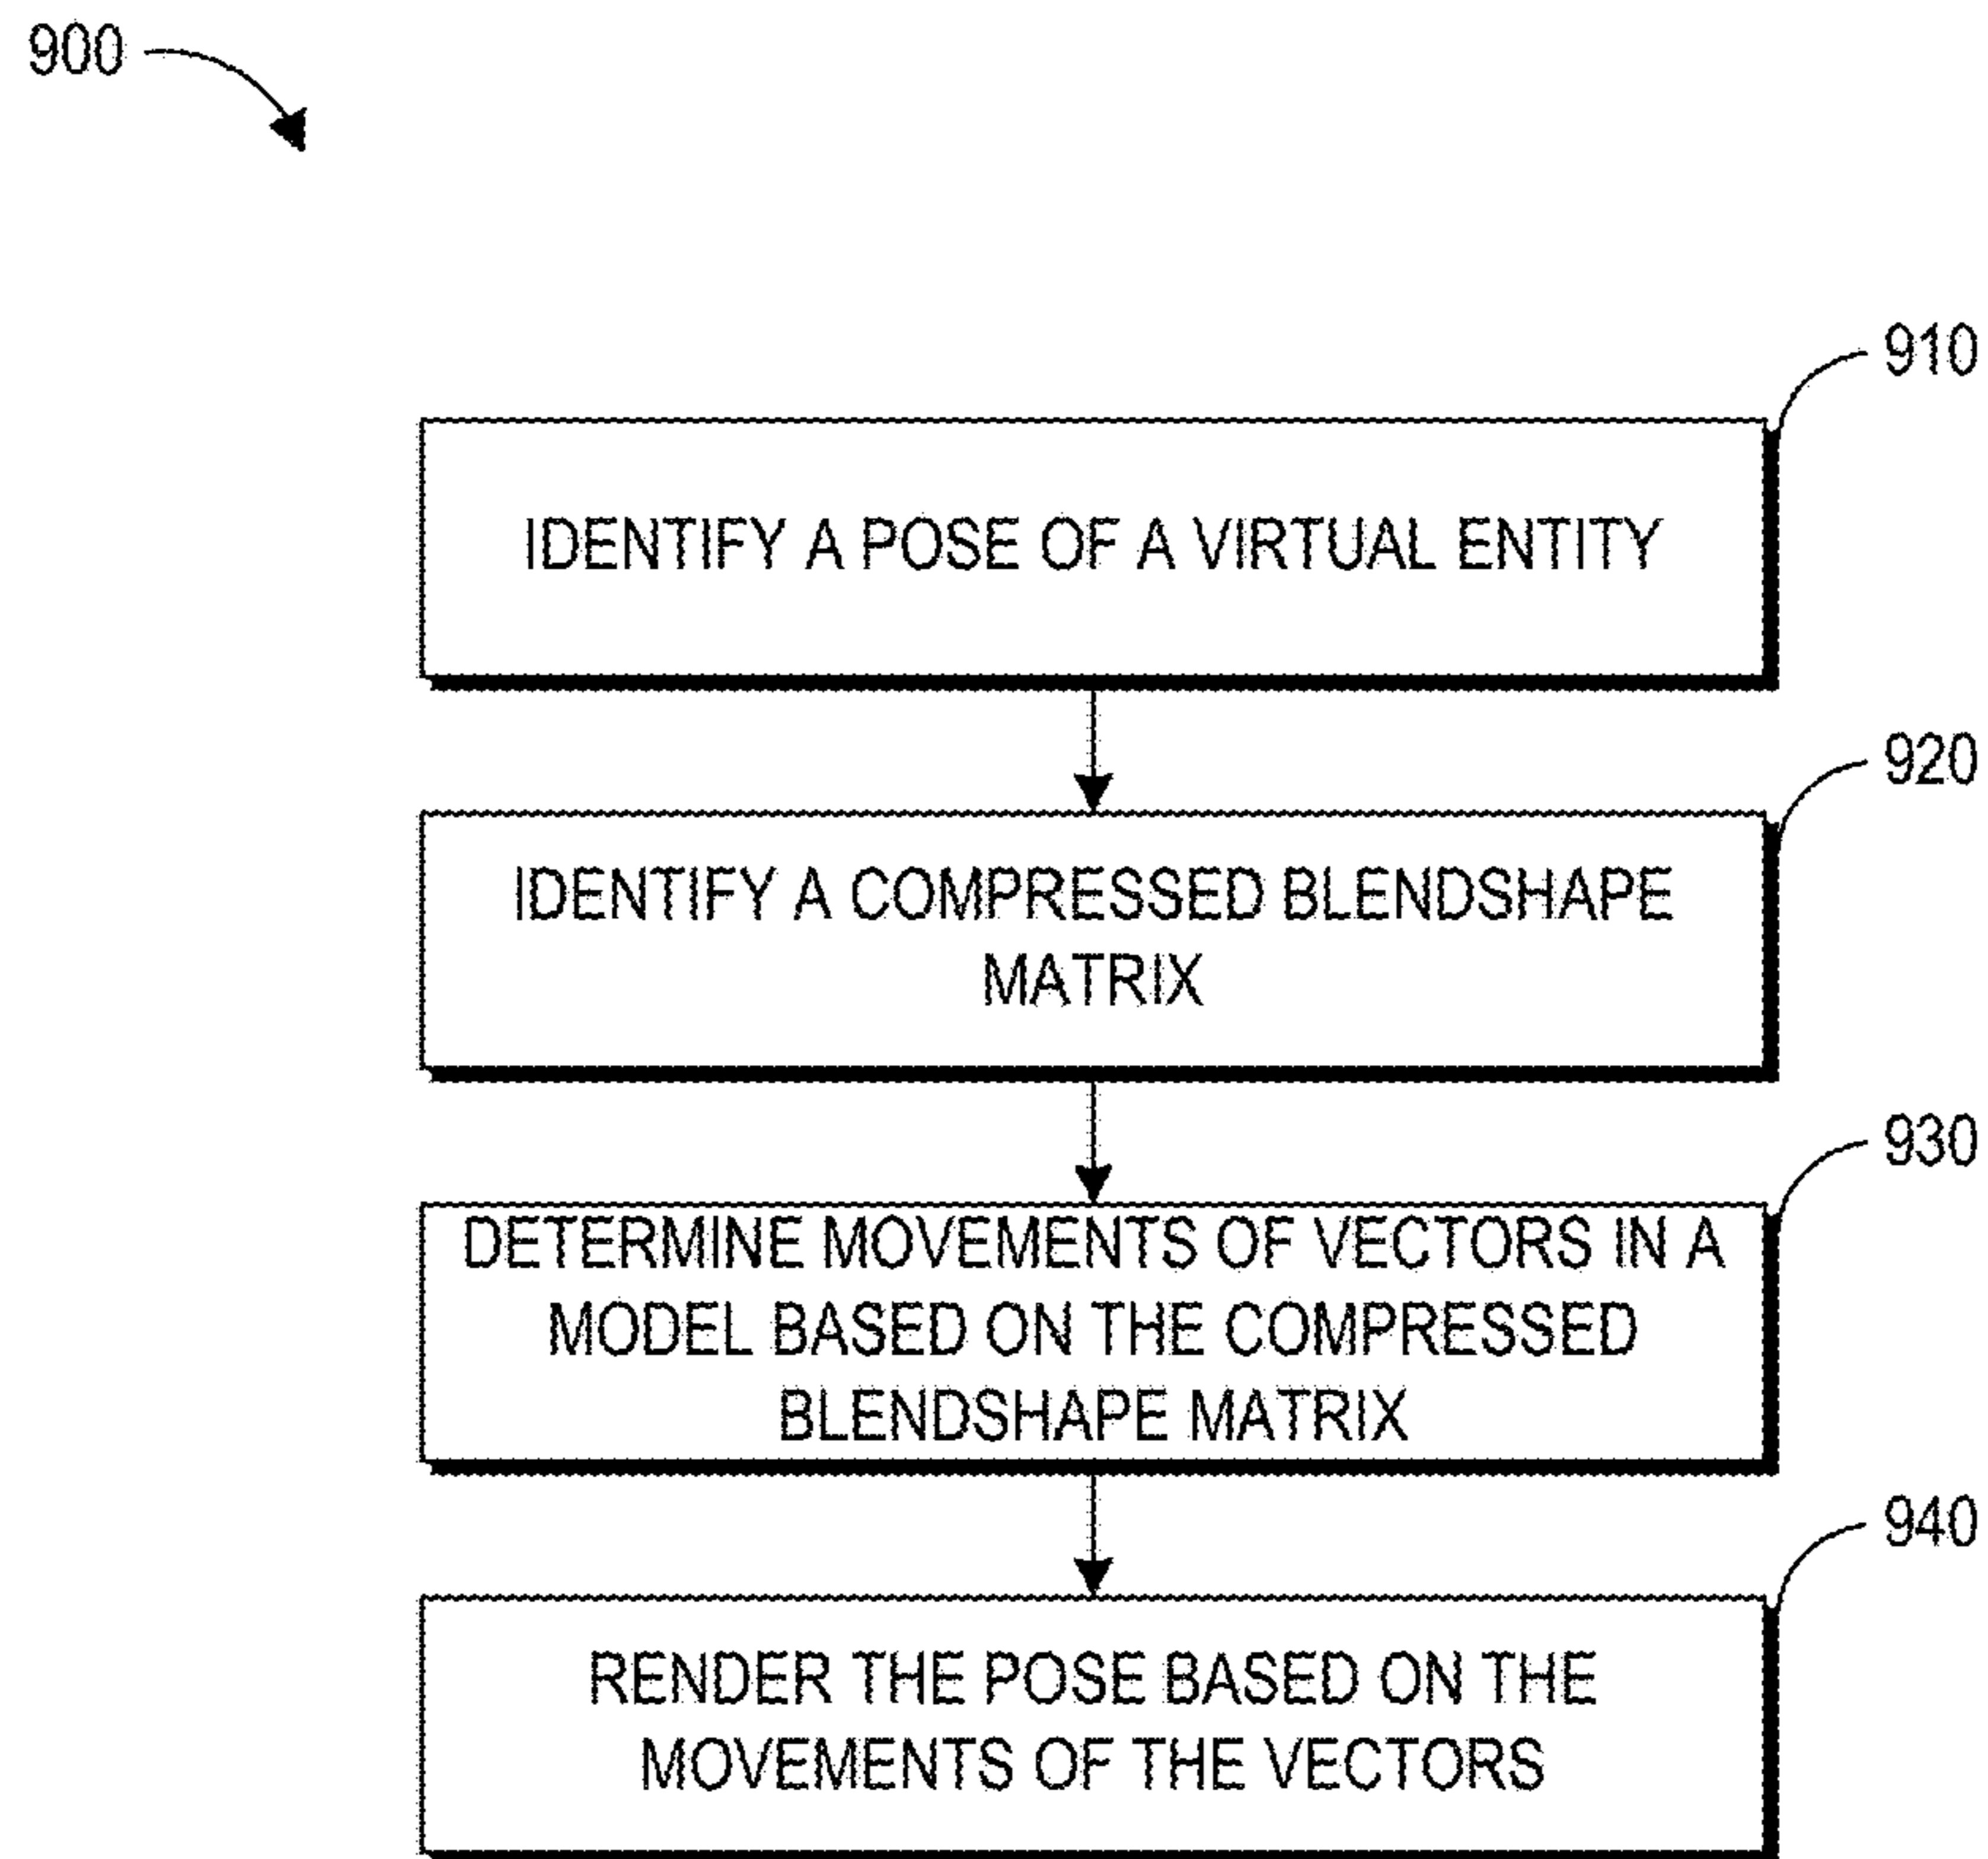 900
910
IDENTIFY A POSE OF A VIRTUAL ENTITY
920
IDENTIFY A COMPRESSED BLENDSHAPE
MATRIX
930
DETERMINE MOVEMENTS OF VECTORS IN A
MODEL BASED ON THE COMPRESSED
BLENDSHAPE MATRIX
940
RENDER THE POSE BASED ON THE
MOVEMENTS OF THE VECTORS